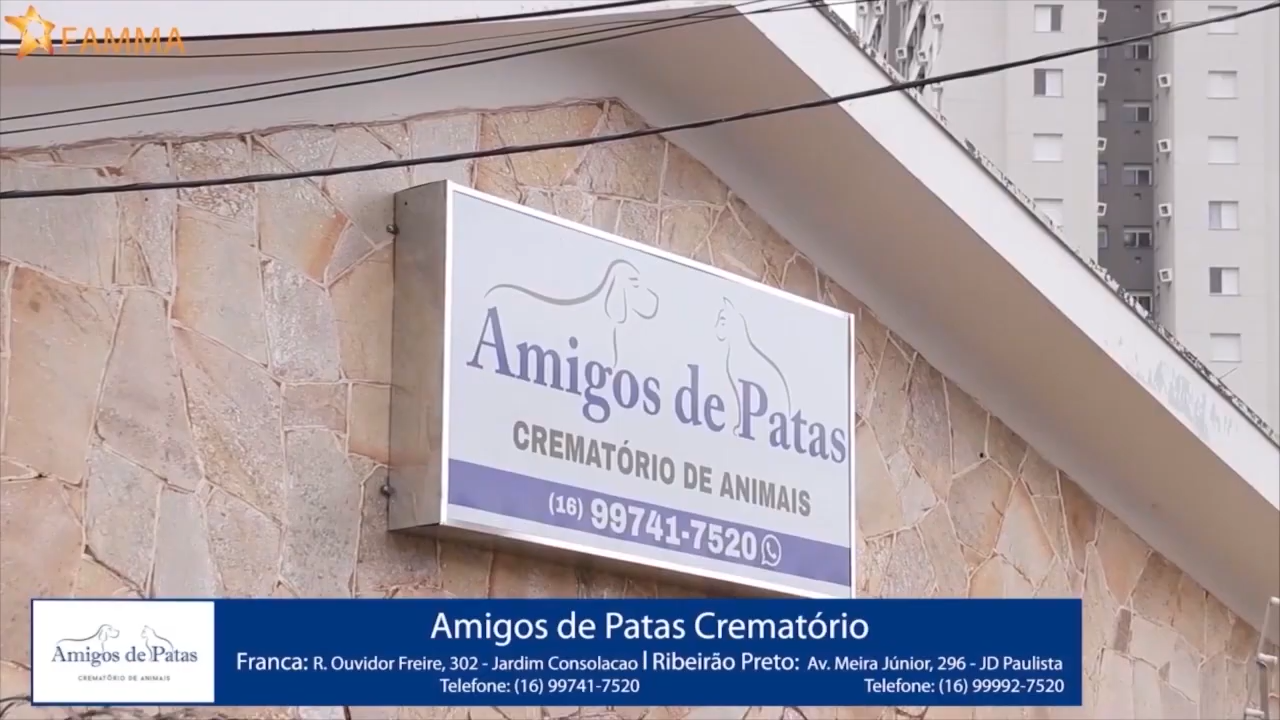 FAMMA
Amigos de Patas
CREMATÓRIO DE ANIMAIS
(16) 99741-7520
Amigos de Patas
CREMATÓRIO DE ANIMAIS
Amigos de Patas Crematório
Franca: R. Ouvidor Freire, 302 - Jardim Consolacao | Ribeirão Preto: Av. Meira Júnior, 296 - JD Paulista
Telefone: (16) 99741-7520 Telefone: (16) 99992-7520